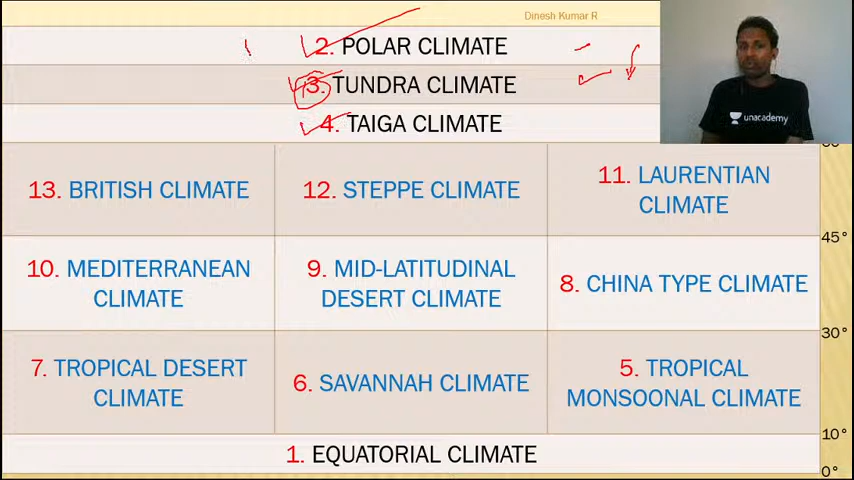 Dinesh Kumar R
2. POLAR CLIMATE
3. TUNDRA CLIMATE
4. TAIGA CLIMATE
unacademy
13. BRITISH CLIMATE
12. STEPPE CLIMATE
11. LAURENTIAN
CLIMATE
45°
10. MEDITERRANEAN
CLIMATE
9. MID-LATITUDINAL
DESERT CLIMATE
8. CHINA TYPE CLIMATE
30°
7. TROPICAL DESERT
CLIMATE
6. SAVANNAH CLIMATE
5. TROPICAL
MONSOONAL CLIMATE
10°
1. EQUATORIAL CLIMATE
0°